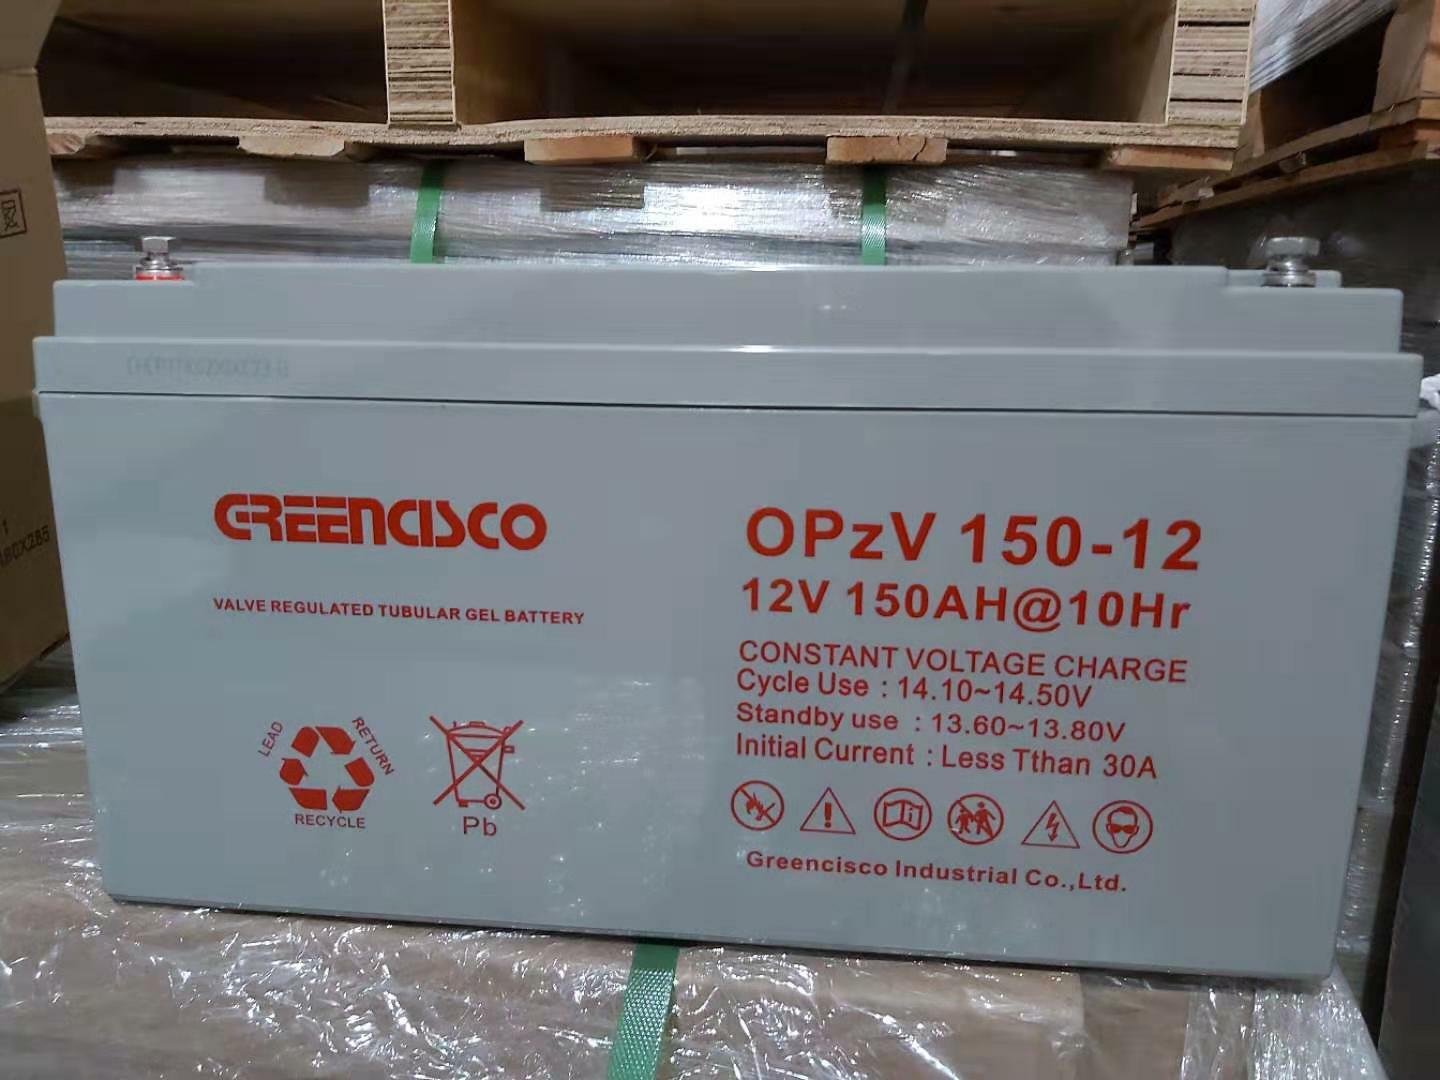 GREENCISCO
VALVE REGULATED TUBULAR GEL BATTERY
LEAD
RETURN
RECYCLE
Pb
OPzV 150-12
12V 150AH@10Hr
CONSTANT VOLTAGE CHARGE
Cycle Use : 14.10~14.50V
Standby use : 13.60~13.80V
Initial Current : Less Tthan 30A
Greencisco Industrial Co.,Ltd.